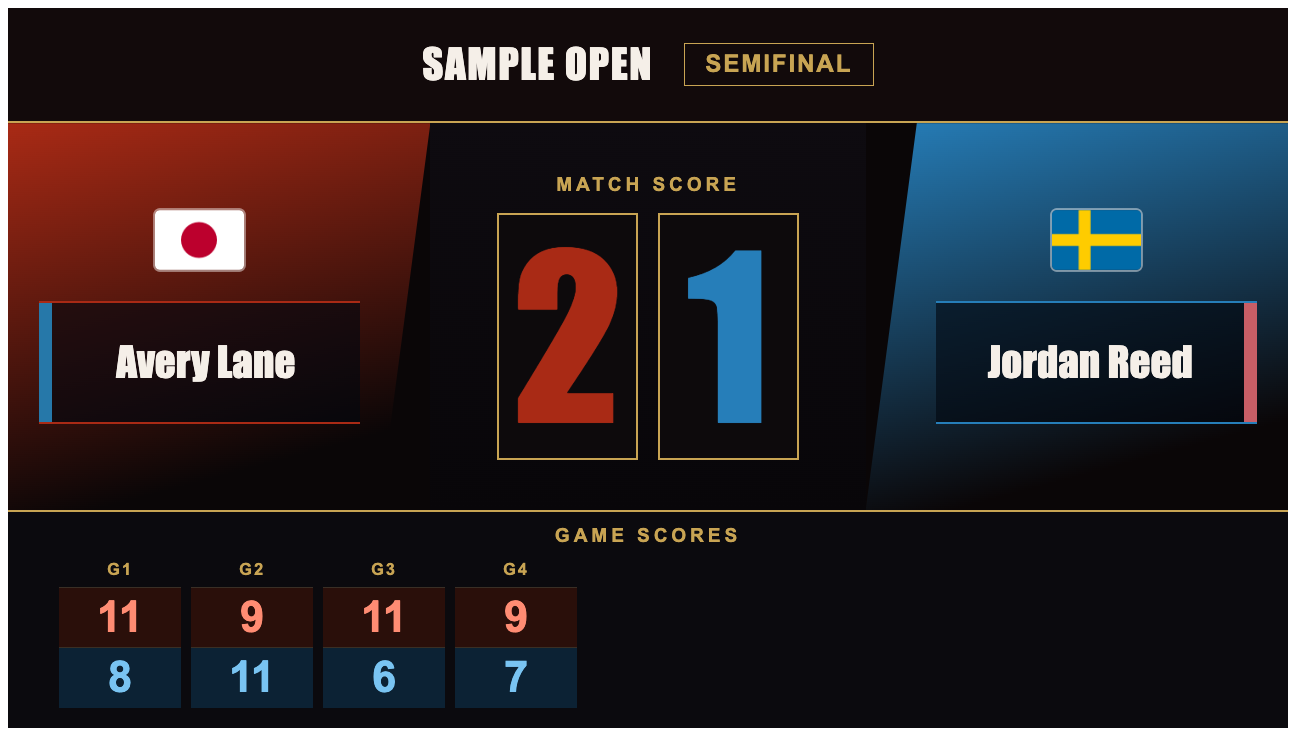 SAMPLE OPEN SEMIFINAL
MATCH SCORE
2 1
Avery Lane
Jordan Reed
GAME SCORES
G1 G2 G3 G4
11 9 11 9
8 11 6 7